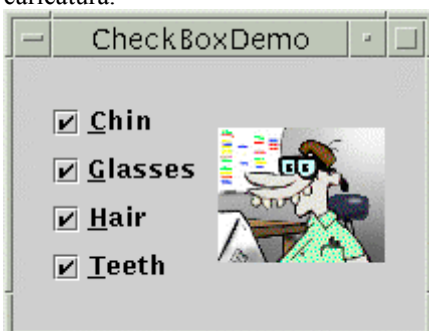 caricatura.
CheckBoxDemo
Chin
Glasses
Hair
Teeth